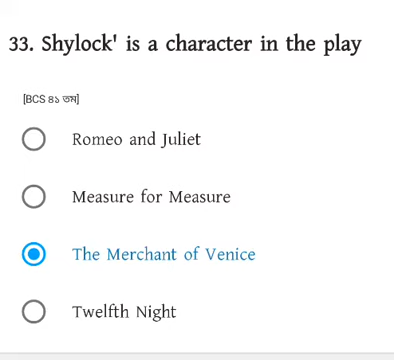 33. Shylock' is a character in the play
[BCS ৪১ তম]
Romeo and Juliet
Measure for Measure
The Merchant of Venice
Twelfth Night